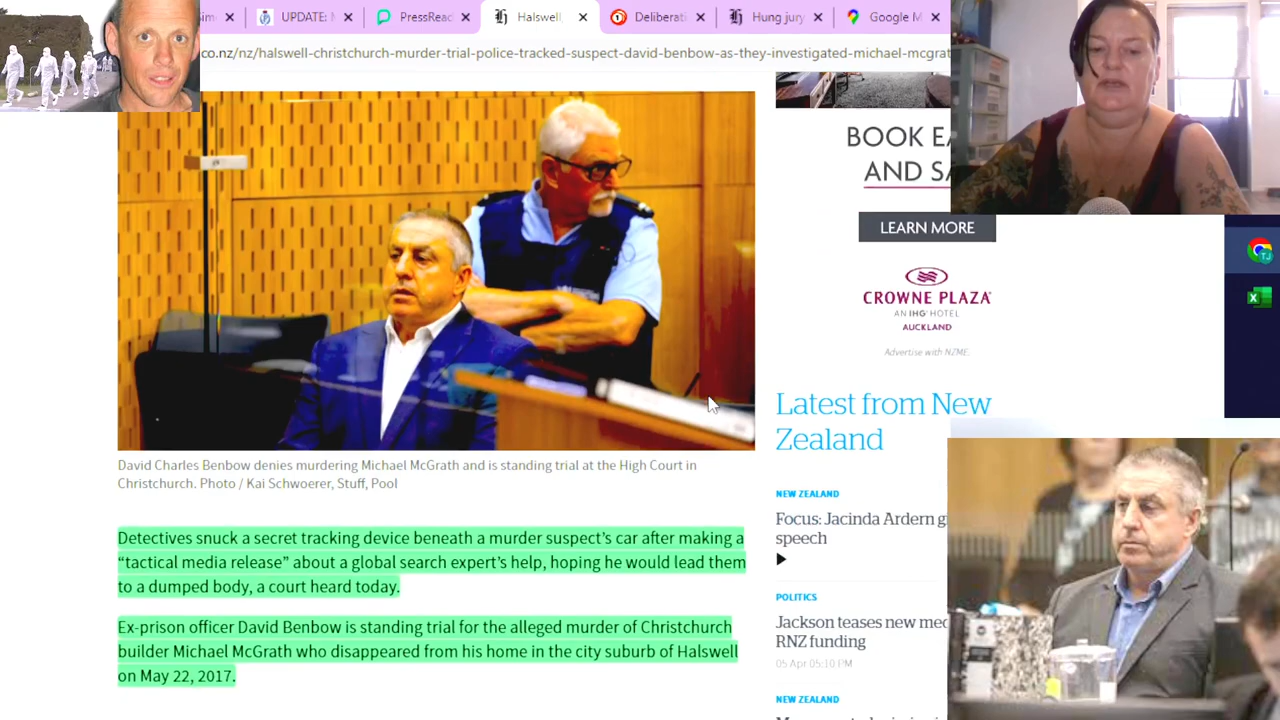 UPDATE:
PressRead
Halswell
Deliberati
Hung jury
Google M
co.nz/nz/halswell-christchurch-murder-trial-police-tracked-suspect-david-benbow-as-they-investigated-michael-mcgrat
BOOK EA
AND SA
LEARN MORE
CROWNE PLAZA
AN IHG HOTEL
AUCKLAND
Advertise with NZME.
David Charles Benbow denies murdering Michael McGrath and is standing trial at the High Court in
Christchurch. Photo / Kai Schwoerer, Stuff, Pool
Detectives snuck a secret tracking device beneath a murder suspect’s car after making a
“tactical media release” about a global search expert’s help, hoping he would lead them
to a dumped body, a court heard today.
Ex-prison officer David Benbow is standing trial for the alleged murder of Christchurch
builder Michael McGrath who disappeared from his home in the city suburb of Halswell
on May 22, 2017.
Latest from New
Zealand
NEW ZEALAND
Focus: Jacinda Ardern g
speech
POLITICS
Jackson teases new med
RNZ funding
05 Apr 05:10 PM
NEW ZEALAND